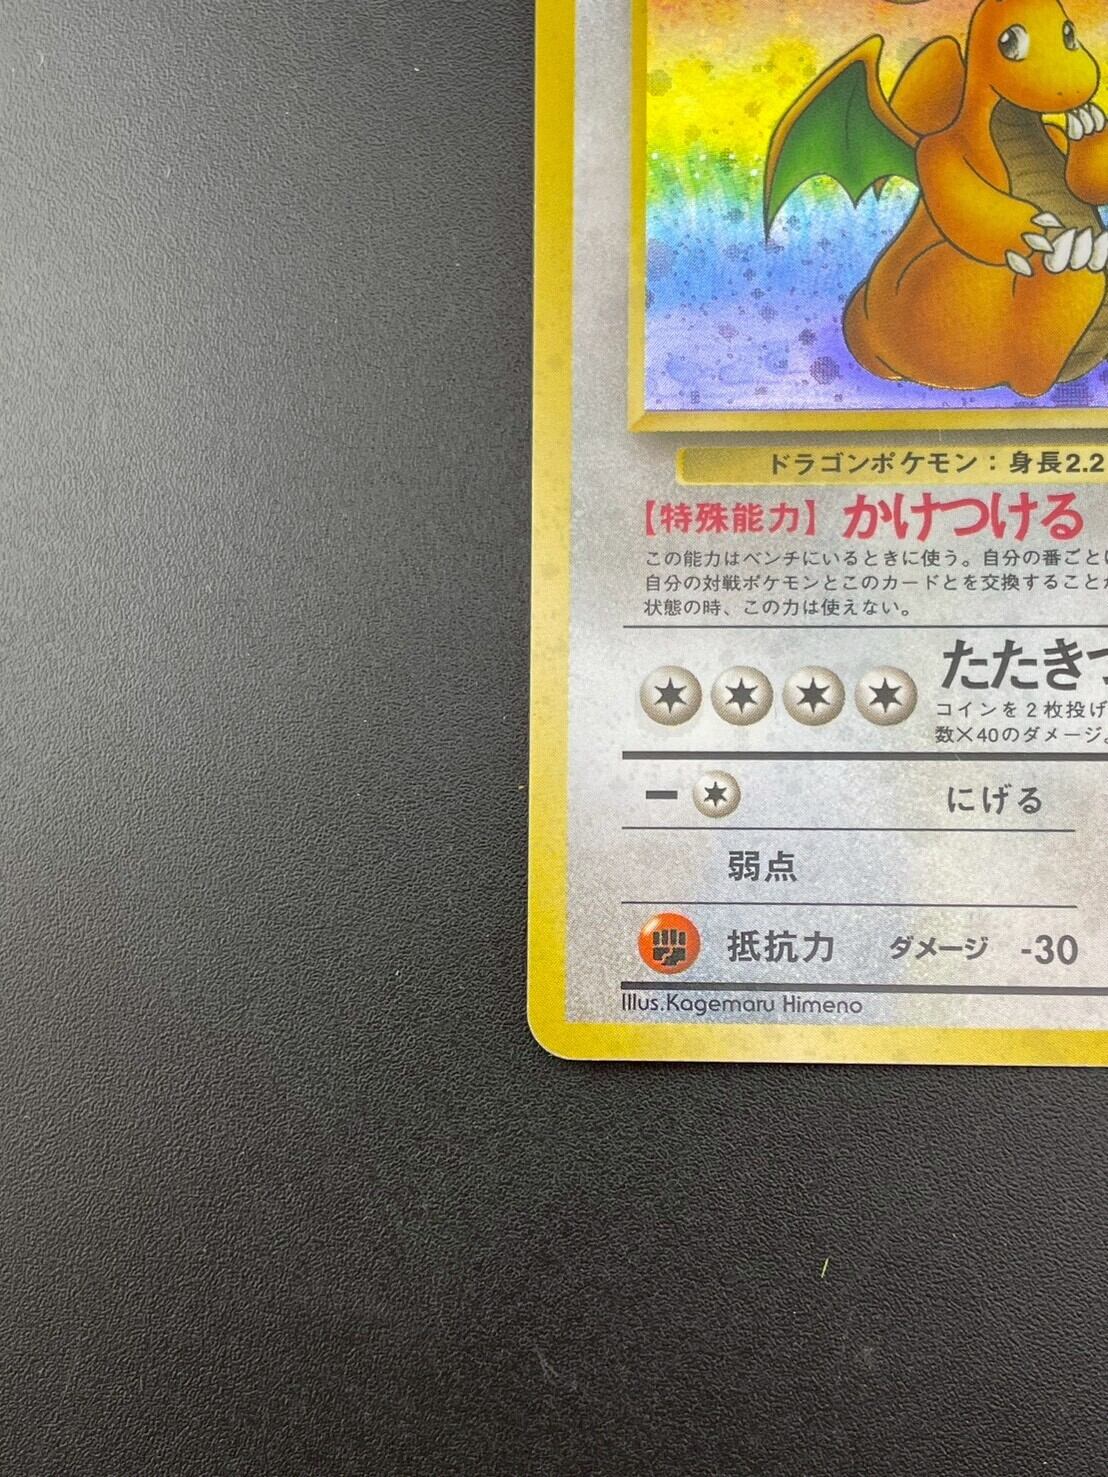 ドラゴンポケモン：身長2.2
【特殊能力】かけつける
この能力はベンチにいるときに使う。自分の番ごとに
自分の対戦ポケモンとこのカードとを交換することが
状態の時、この力は使えない。
たたきつ
コインを2枚投げ
数×40のダメージ。
− にげる
弱点
抵抗力 ダメージ -30
Illus.Kagemaru Himeno